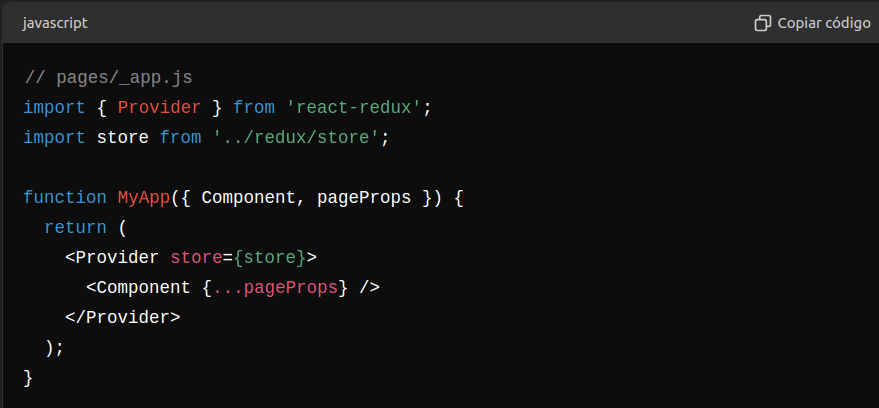 javascript
Copiar código
// pages/_app.js
import { Provider } from 'react-redux';
import store from '../redux/store';

function MyApp({ Component, pageProps }) {
  return (
    <Provider store={store}>
      <Component {...pageProps} />
    </Provider>
  );
}